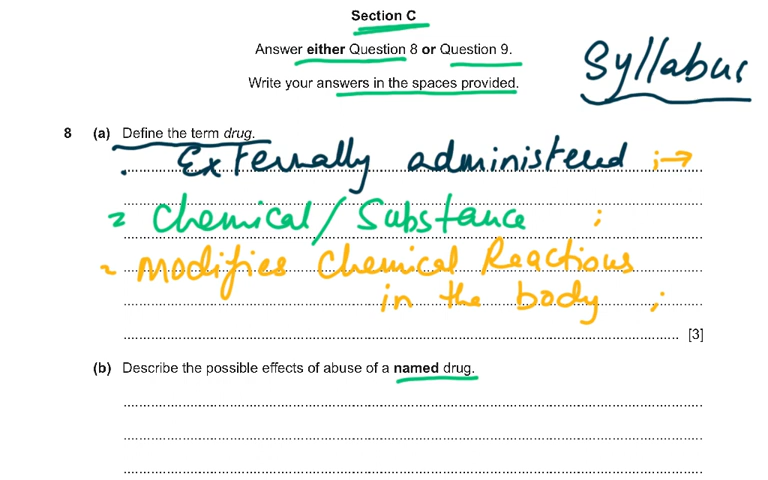 Section C
Answer either Question 8 or Question 9.
Write your answers in the spaces provided.
Syllabus
8 (a) Define the term drug.
Externally administered ; →
Chemical / Substance ;
Modifies Chemical Reactions
in the body ;
[3]
(b) Describe the possible effects of abuse of a named drug.